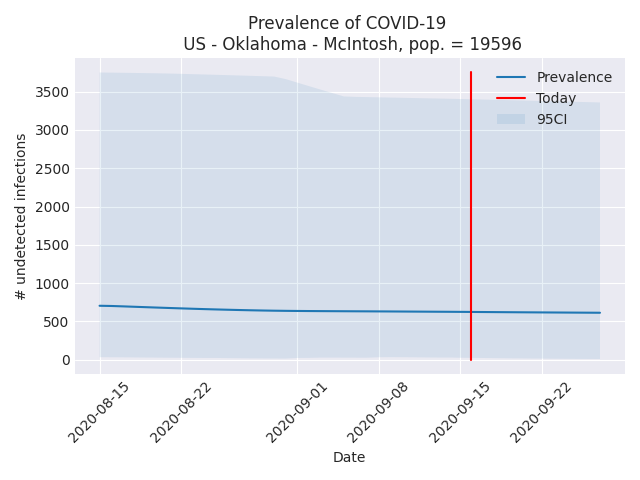 Prevalence of COVID-19
US - Oklahoma - McIntosh, pop. = 19596
Prevalence
Today
95CI
3500
3000
2500
2000
1500
1000
500
0
# undetected infections
2020-08-15
2020-08-22
2020-09-01
2020-09-08
2020-09-15
2020-09-22
Date